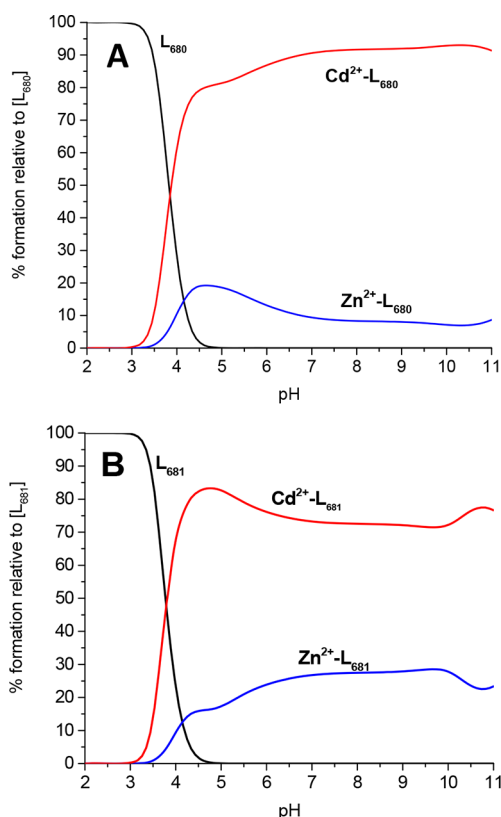 A
L680
Cd2+-L680
Zn2+-L680
% formation relative to [L680]
100
90
80
70
60
50
40
30
20
10
0
2 3 4 5 6 7 8 9 10 11
pH
B
L681
Cd2+-L681
Zn2+-L681
% formation relative to [L681]
100
90
80
70
60
50
40
30
20
10
0
2 3 4 5 6 7 8 9 10 11
pH